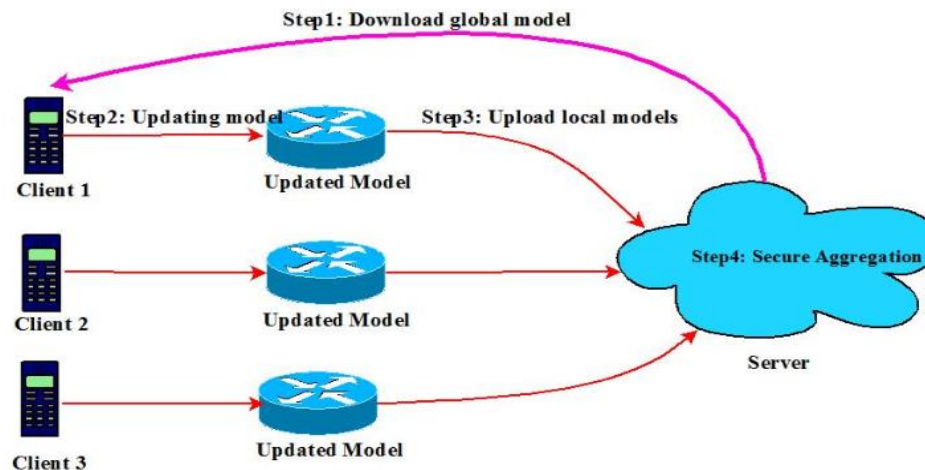 Step1: Download global model
Step2: Updating model
Step3: Upload local models
Client 1
Updated Model
Step4: Secure Aggregation
Client 2
Updated Model
Server
Client 3
Updated Model